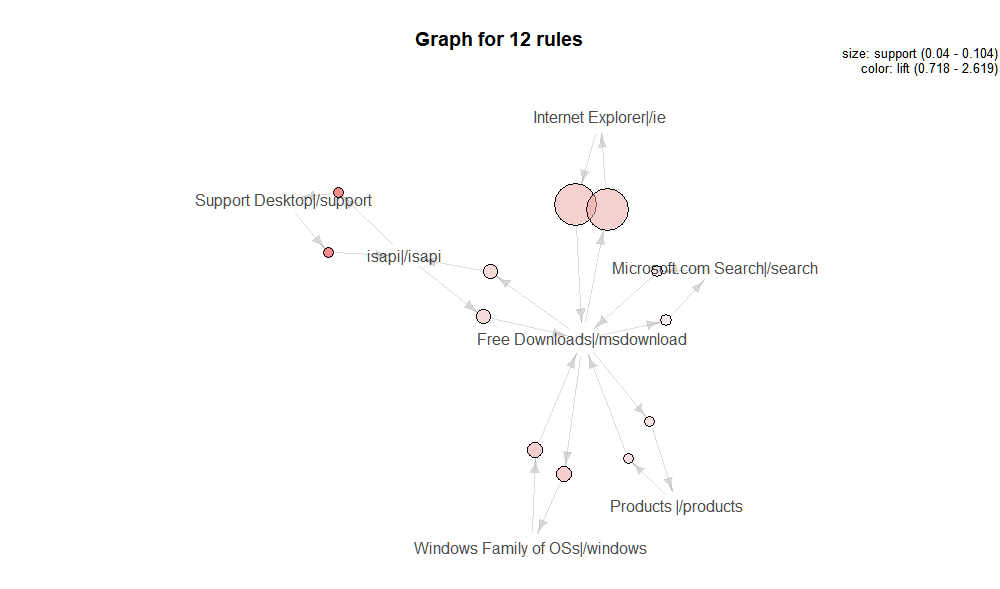 Graph for 12 rules
size: support (0.04 - 0.104)
color: lift (0.718 - 2.619)
Internet Explorer|/ie
Support Desktop|/support
isapi|/isapi
Microsoft.com Search|/search
Free Downloads|/msdownload
Products |/products
Windows Family of OSs|/windows